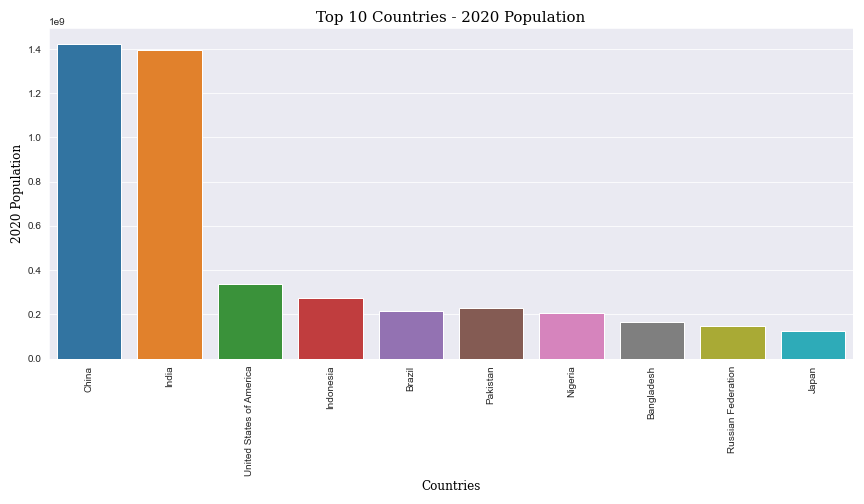 Top 10 Countries - 2020 Population
1e9
1.4
1.2
1.0
0.8
0.6
0.4
0.2
0.0
2020 Population
China
India
United States of America
Indonesia
Brazil
Pakistan
Nigeria
Bangladesh
Russian Federation
Japan
Countries